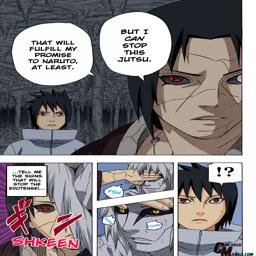 THAT WILL
FULFILL MY
PROMISE
TO NARUTO,
AT LEAST.
BUT I
CAN
STOP
THIS
JUTSU.
...TELL ME
THE SIGNS
THAT WILL
STOP THE
EDOTENSEI.
SHKEEN
FSH
!?